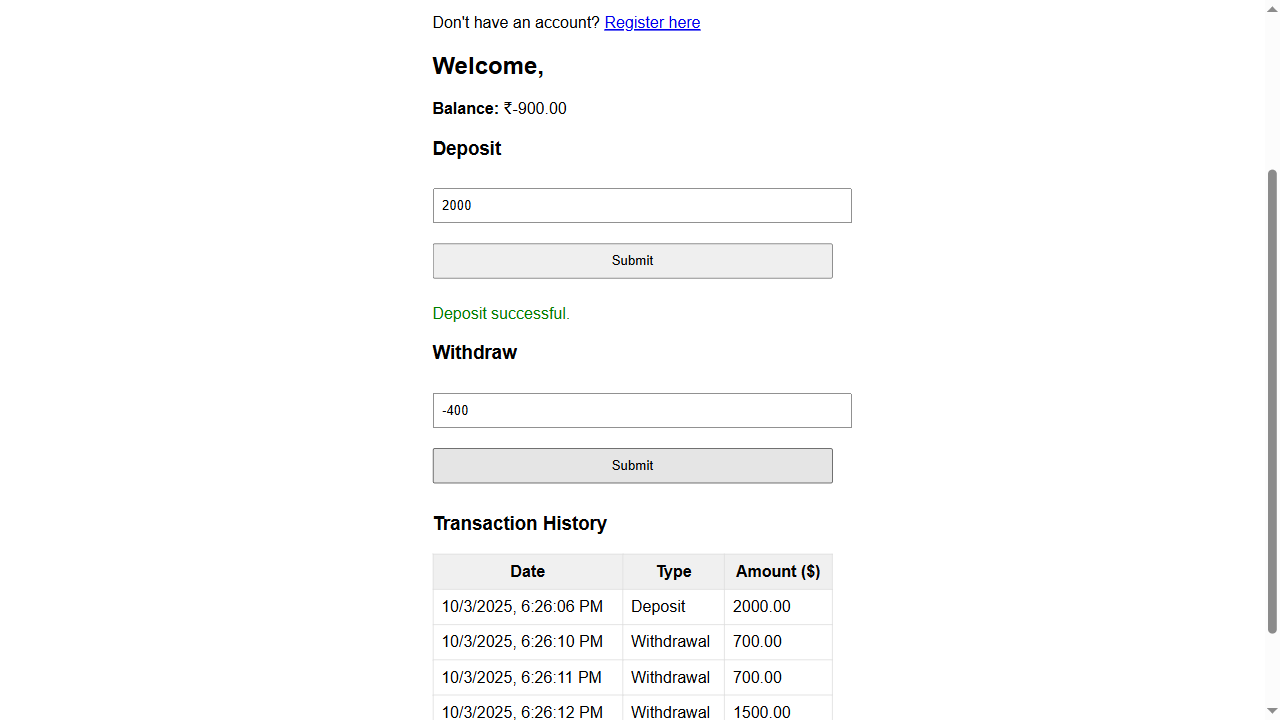 Don't have an account? Register here
Welcome,
Balance: ₹-900.00
Deposit
2000
Submit
Deposit successful.
Withdraw
-400
Submit
Transaction History
Date Type Amount ($)
10/3/2025, 6:26:06 PM Deposit 2000.00
10/3/2025, 6:26:10 PM Withdrawal 700.00
10/3/2025, 6:26:11 PM Withdrawal 700.00
10/3/2025, 6:26:12 PM Withdrawal 1500.00